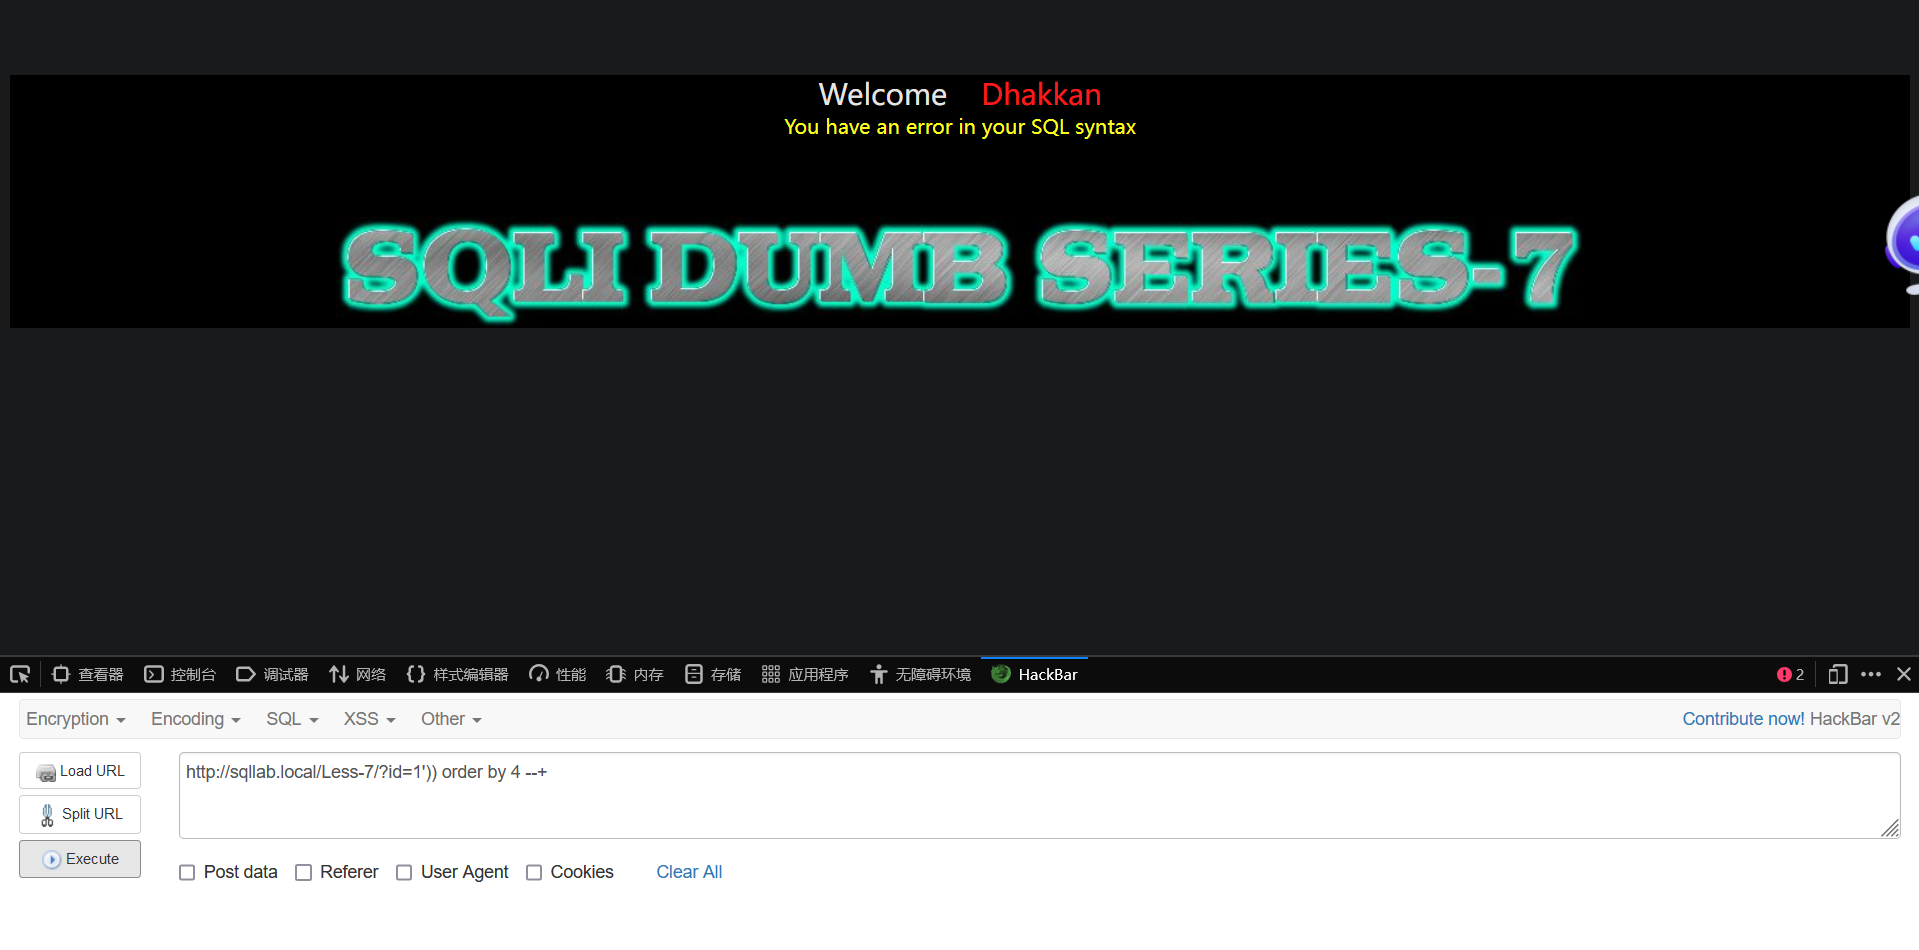 Welcome Dhakkan
You have an error in your SQL syntax
SQLI DUMB SERIES-7
查看器 控制台 调试器 网络 样式编辑器 性能 内存 存储 应用程序 无障碍环境 HackBar 2
Encryption Encoding SQL XSS Other Contribute now! HackBar v2
Load URL http://sqllab.local/Less-7/?id=1')) order by 4 --+
Split URL
Execute
Post data Referer User Agent Cookies Clear All